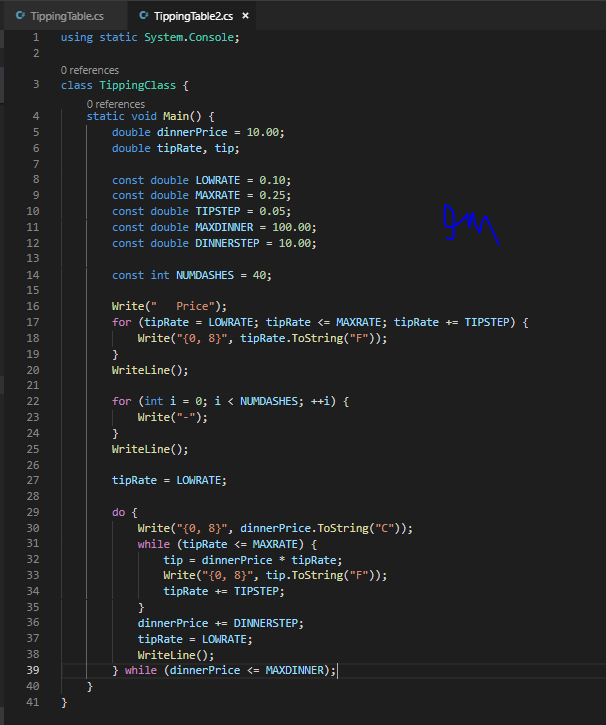 TippingTable.cs TippingTable2.cs ×
1 using static System.Console;
2
0 references
3 class TippingClass {
0 references
4 static void Main() {
5 double dinnerPrice = 10.00;
6 double tipRate, tip;
7
8 const double LOWRATE = 0.10;
9 const double MAXRATE = 0.25;
10 const double TIPSTEP = 0.05;
11 const double MAXDINNER = 100.00;
12 const double DINNERSTEP = 10.00;
13
14 const int NUMDASHES = 40;
15
16 Write("   Price");
17 for (tipRate = LOWRATE; tipRate <= MAXRATE; tipRate += TIPSTEP) {
18 Write("{0, 8}", tipRate.ToString("F"));
19 }
20 WriteLine();
21
22 for (int i = 0; i < NUMDASHES; ++i) {
23 Write("-");
24 }
25 WriteLine();
26
27 tipRate = LOWRATE;
28
29 do {
30 Write("{0, 8}", dinnerPrice.ToString("C"));
31 while (tipRate <= MAXRATE) {
32 tip = dinnerPrice * tipRate;
33 Write("{0, 8}", tip.ToString("F"));
34 tipRate += TIPSTEP;
35 }
36 dinnerPrice += DINNERSTEP;
37 tipRate = LOWRATE;
38 WriteLine();
39 } while (dinnerPrice <= MAXDINNER);
40 }
41 }